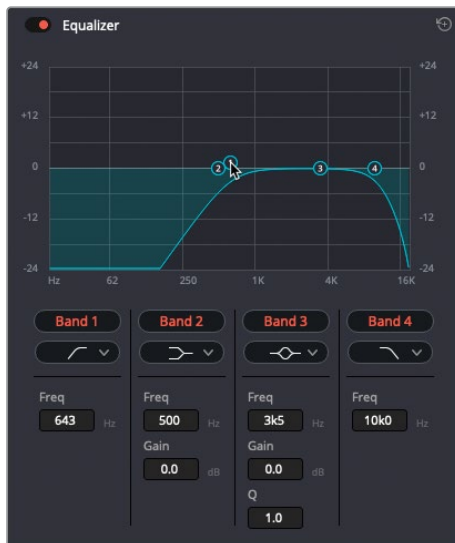 Equalizer
+24 +24
+12 +12
0 2 3 4 0
-12 -12
-24 -24
Hz 62 250 1K 4K 16K
Band 1 Band 2 Band 3 Band 4
Freq Freq Freq Freq
643 Hz 500 Hz 3k5 Hz 10k0 Hz
Gain Gain
0.0 dB 0.0 dB
Q
1.0